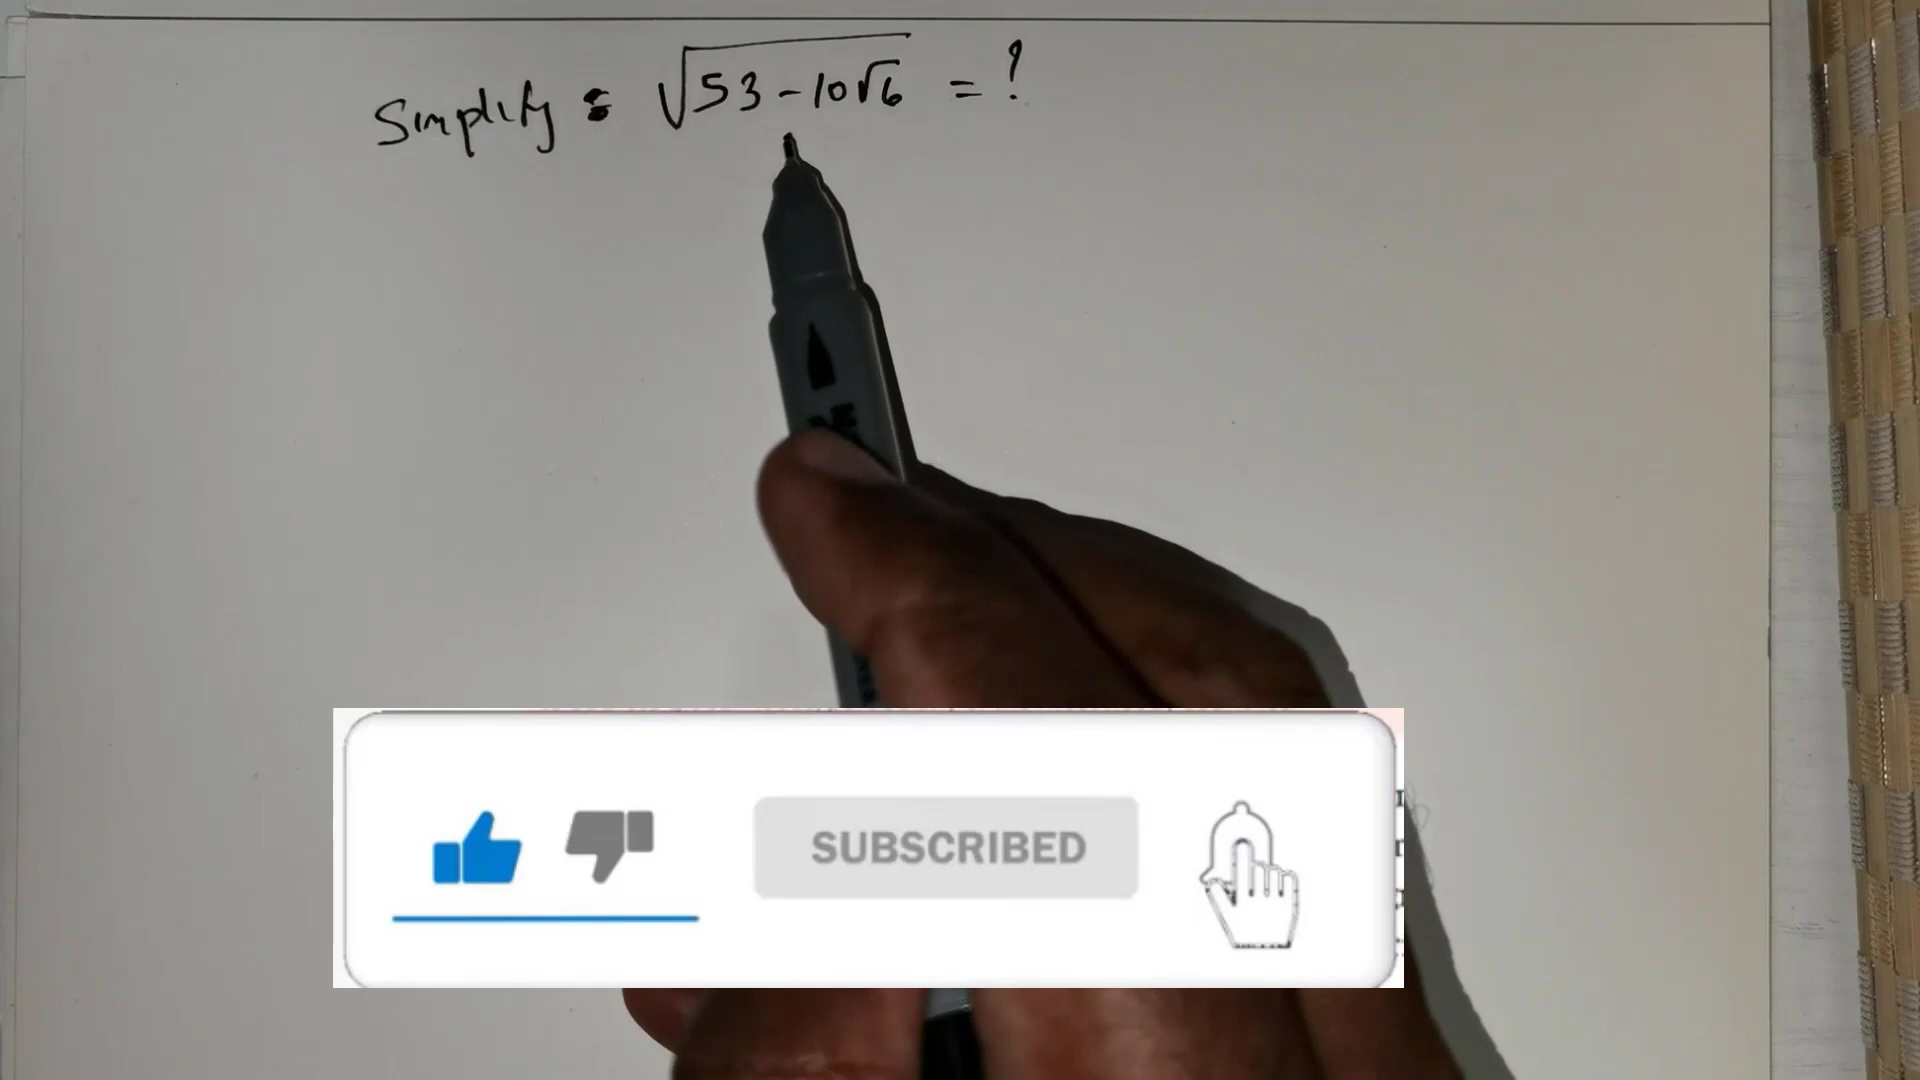 Simplify : √53-10√6 = ?
SUBSCRIBED